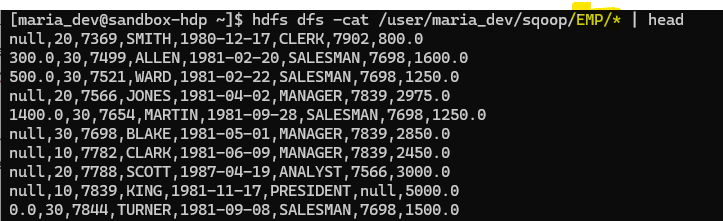 [maria_dev@sandbox-hdp ~]$ hdfs dfs -cat /user/maria_dev/sqoop/EMP/* | head
null,20,7369,SMITH,1980-12-17,CLERK,7902,800.0
300.0,30,7499,ALLEN,1981-02-20,SALESMAN,7698,1600.0
500.0,30,7521,WARD,1981-02-22,SALESMAN,7698,1250.0
null,20,7566,JONES,1981-04-02,MANAGER,7839,2975.0
1400.0,30,7654,MARTIN,1981-09-28,SALESMAN,7698,1250.0
null,30,7698,BLAKE,1981-05-01,MANAGER,7839,2850.0
null,10,7782,CLARK,1981-06-09,MANAGER,7839,2450.0
null,20,7788,SCOTT,1987-04-19,ANALYST,7566,3000.0
null,10,7839,KING,1981-11-17,PRESIDENT,null,5000.0
0.0,30,7844,TURNER,1981-09-08,SALESMAN,7698,1500.0